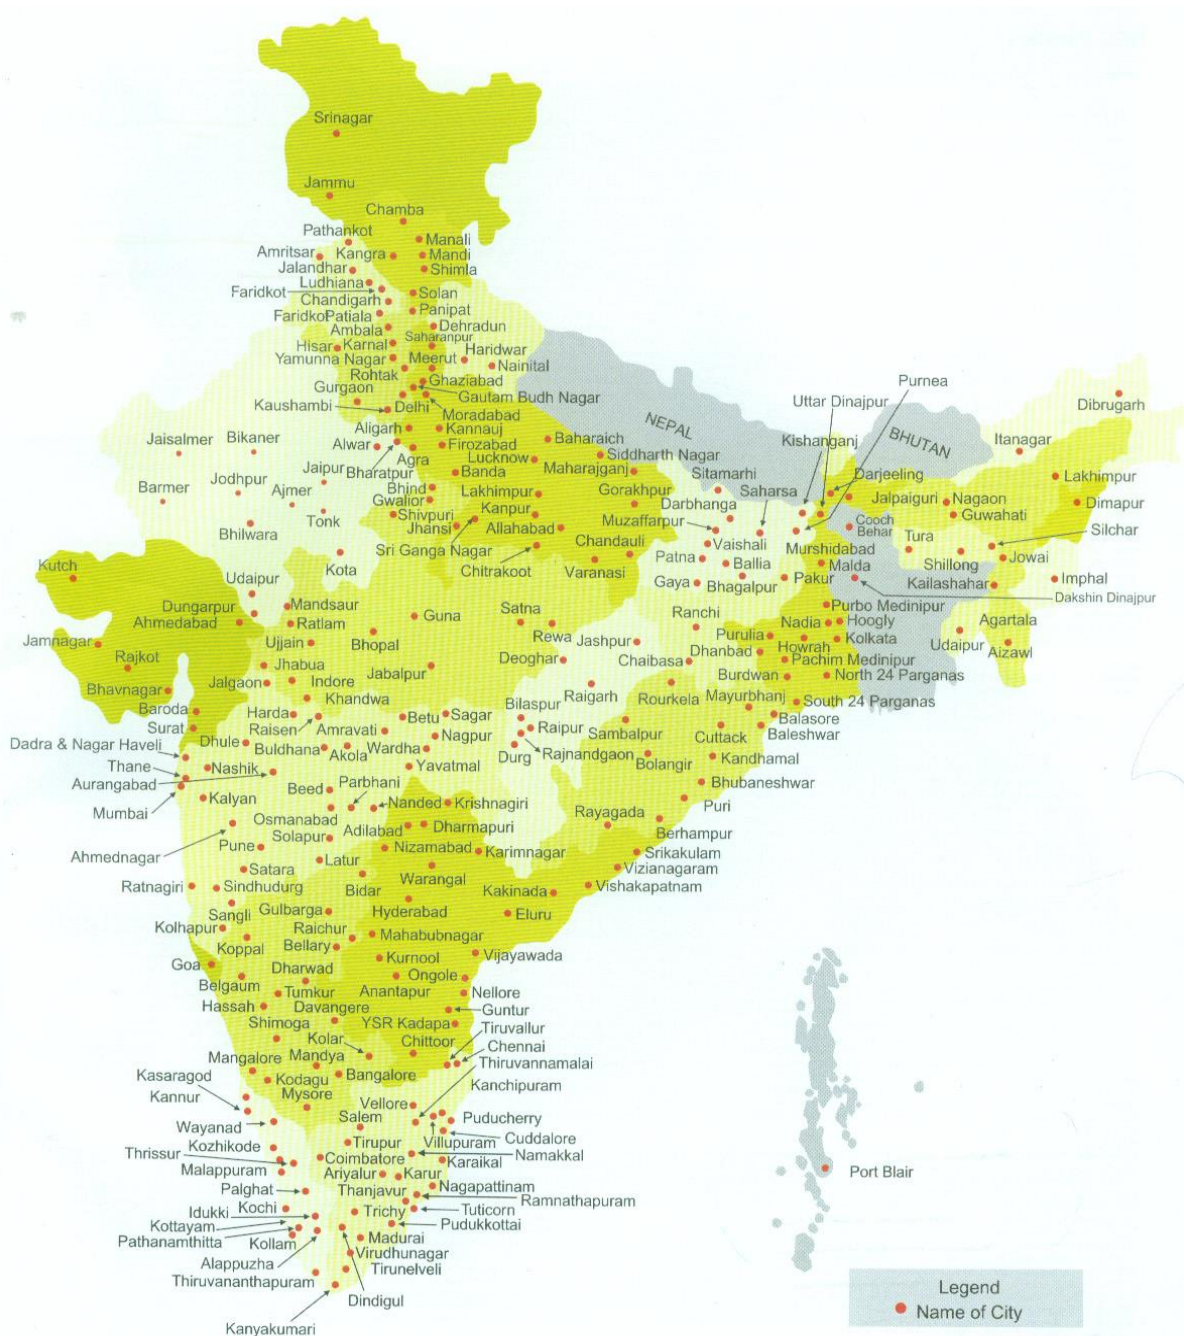 Srinagar
Jammu
Chamba
Pathankot
Manali
Amritsar
Kangra
Mandi
Jalandhar
Shimla
Ludhiana
Faridkot
Solan
Chandigarh
Faridkot
Patiala
Panipat
Ambala
Dehradun
Saharanpur
Hisar
Karnal
Yamunna Nagar
Meerut
Haridwar
Nainital
Rohtak
Ghaziabad
Gurgaon
Gautam Budh Nagar
Kaushambi
Delhi
Moradabad
Purnea
Uttar Dinajpur
Dibrugarh
NEPAL
BHUTAN
Aligarh
Kannauj
Jaisalmer
Bikaner
Alwar
Firozabad
Baharaich
Kishanganj
Itanagar
Agra
Lucknow
Siddharth Nagar
Jaipur
Bharatpur
Banda
Maharajganj
Sitamarhi
Darjeeling
Lakhimpur
Jodhpur
Barmer
Ajmer
Bhind
Gwalior
Lakhimpur
Gorakhpur
Saharsa
Darbhanga
Jalpaiguri
Nagaon
Dimapur
Tonk
Shivpuri
Kanpur
Guwahati
Bhilwara
Jhansi
Allahabad
Muzaffarpur
Cooch
Behar
Tura
Silchar
Sri Ganga Nagar
Chandauli
Vaishali
Murshidabad
Shillong
Jowai
Kutch
Kota
Chitrakoot
Varanasi
Patna
Ballia
Malda
Udaipur
Gaya
Bhagalpur
Pakur
Kailashahar
Imphal
Dakshin Dinajpur
Dungarpur
Mandsaur
Ahmedabad
Ratlam
Guna
Satna
Ranchi
Purbo Medinipur
Nadia
Hoogly
Agartala
Jamnagar
Ujjain
Bhopal
Rewa
Jashpur
Purulia
Howrah
Kolkata
Udaipur
Aizawl
Rajkot
Jhabua
Jabalpur
Deoghar
Chaibasa
Dhanbad
Pachim Medinipur
Bhavnagar
Jalgaon
Indore
Raigarh
Rourkela
Burdwan
North 24 Parganas
Khandwa
Mayurbhanj
South 24 Parganas
Baroda
Harda
Bilaspur
Betu
Sagar
Balasore
Surat
Raisen
Amravati
Raipur
Sambalpur
Baleshwar
Dadra & Nagar Haveli
Dhule
Buldhana
Akola
Wardha
Nagpur
Durg
Rajnandgaon
Cuttack
Thane
Nashik
Yavatmal
Bolangir
Kandhamal
Aurangabad
Parbhani
Bhubaneshwar
Mumbai
Kalyan
Beed
Nanded
Krishnagiri
Puri
Osmanabad
Rayagada
Solapur
Adilabad
Dharmapuri
Berhampur
Ahmednagar
Pune
Nizamabad
Karimnagar
Srikakulam
Satara
Latur
Warangal
Vizianagaram
Ratnagiri
Sindhudurg
Bidar
Kakinada
Vishakapatnam
Sangli
Gulbarga
Hyderabad
Eluru
Kolhapur
Raichur
Koppal
Bellary
Mahabubnagar
Goa
Kurnool
Vijayawada
Belgaum
Dharwad
Anantapur
Ongole
Tumkur
Nellore
Hassah
Davangere
Guntur
Shimoga
YSR Kadapa
Tiruvallur
Kolar
Chittoor
Chennai
Mangalore
Mandya
Thiruvannamalai
Kasaragod
Kodagu
Bangalore
Kanchipuram
Kannur
Mysore
Vellore
Wayanad
Salem
Puducherry
Kozhikode
Tirupur
Villupuram
Cuddalore
Thrissur
Coimbatore
Namakkal
Malappuram
Ariyalur
Karur
Karaikal
Palghat
Thanjavur
Nagapattinam
Port Blair
Ramnathapuram
Idukki
Kochi
Trichy
Tuticorn
Kottayam
Pudukkottai
Pathanamthitta
Kollam
Madurai
Alappuzha
Virudhunagar
Thiruvananthapuram
Tirunelveli
Dindigul
Kanyakumari
Legend
Name of City